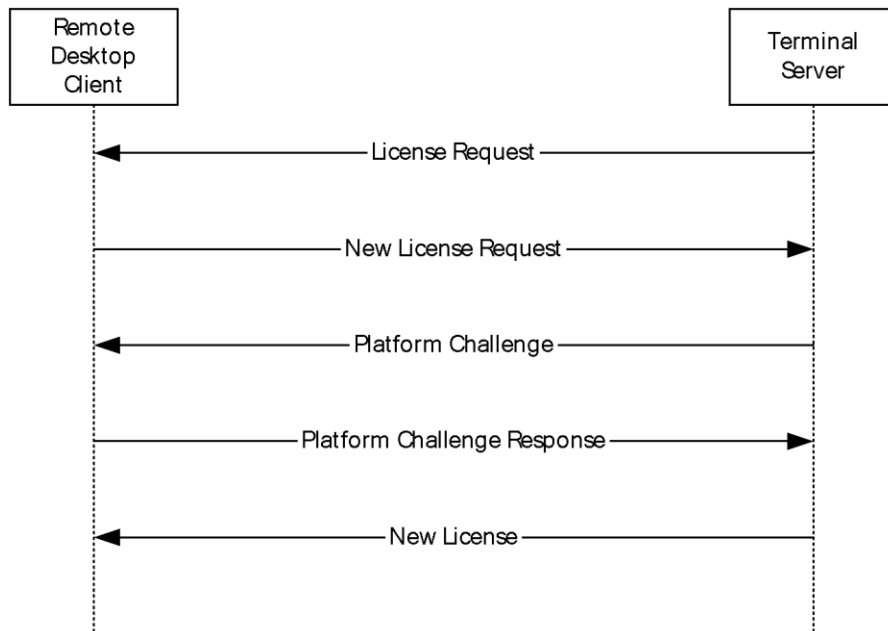 Remote
Desktop
Client
Terminal
Server
License Request
New License Request
Platform Challenge
Platform Challenge Response
New License